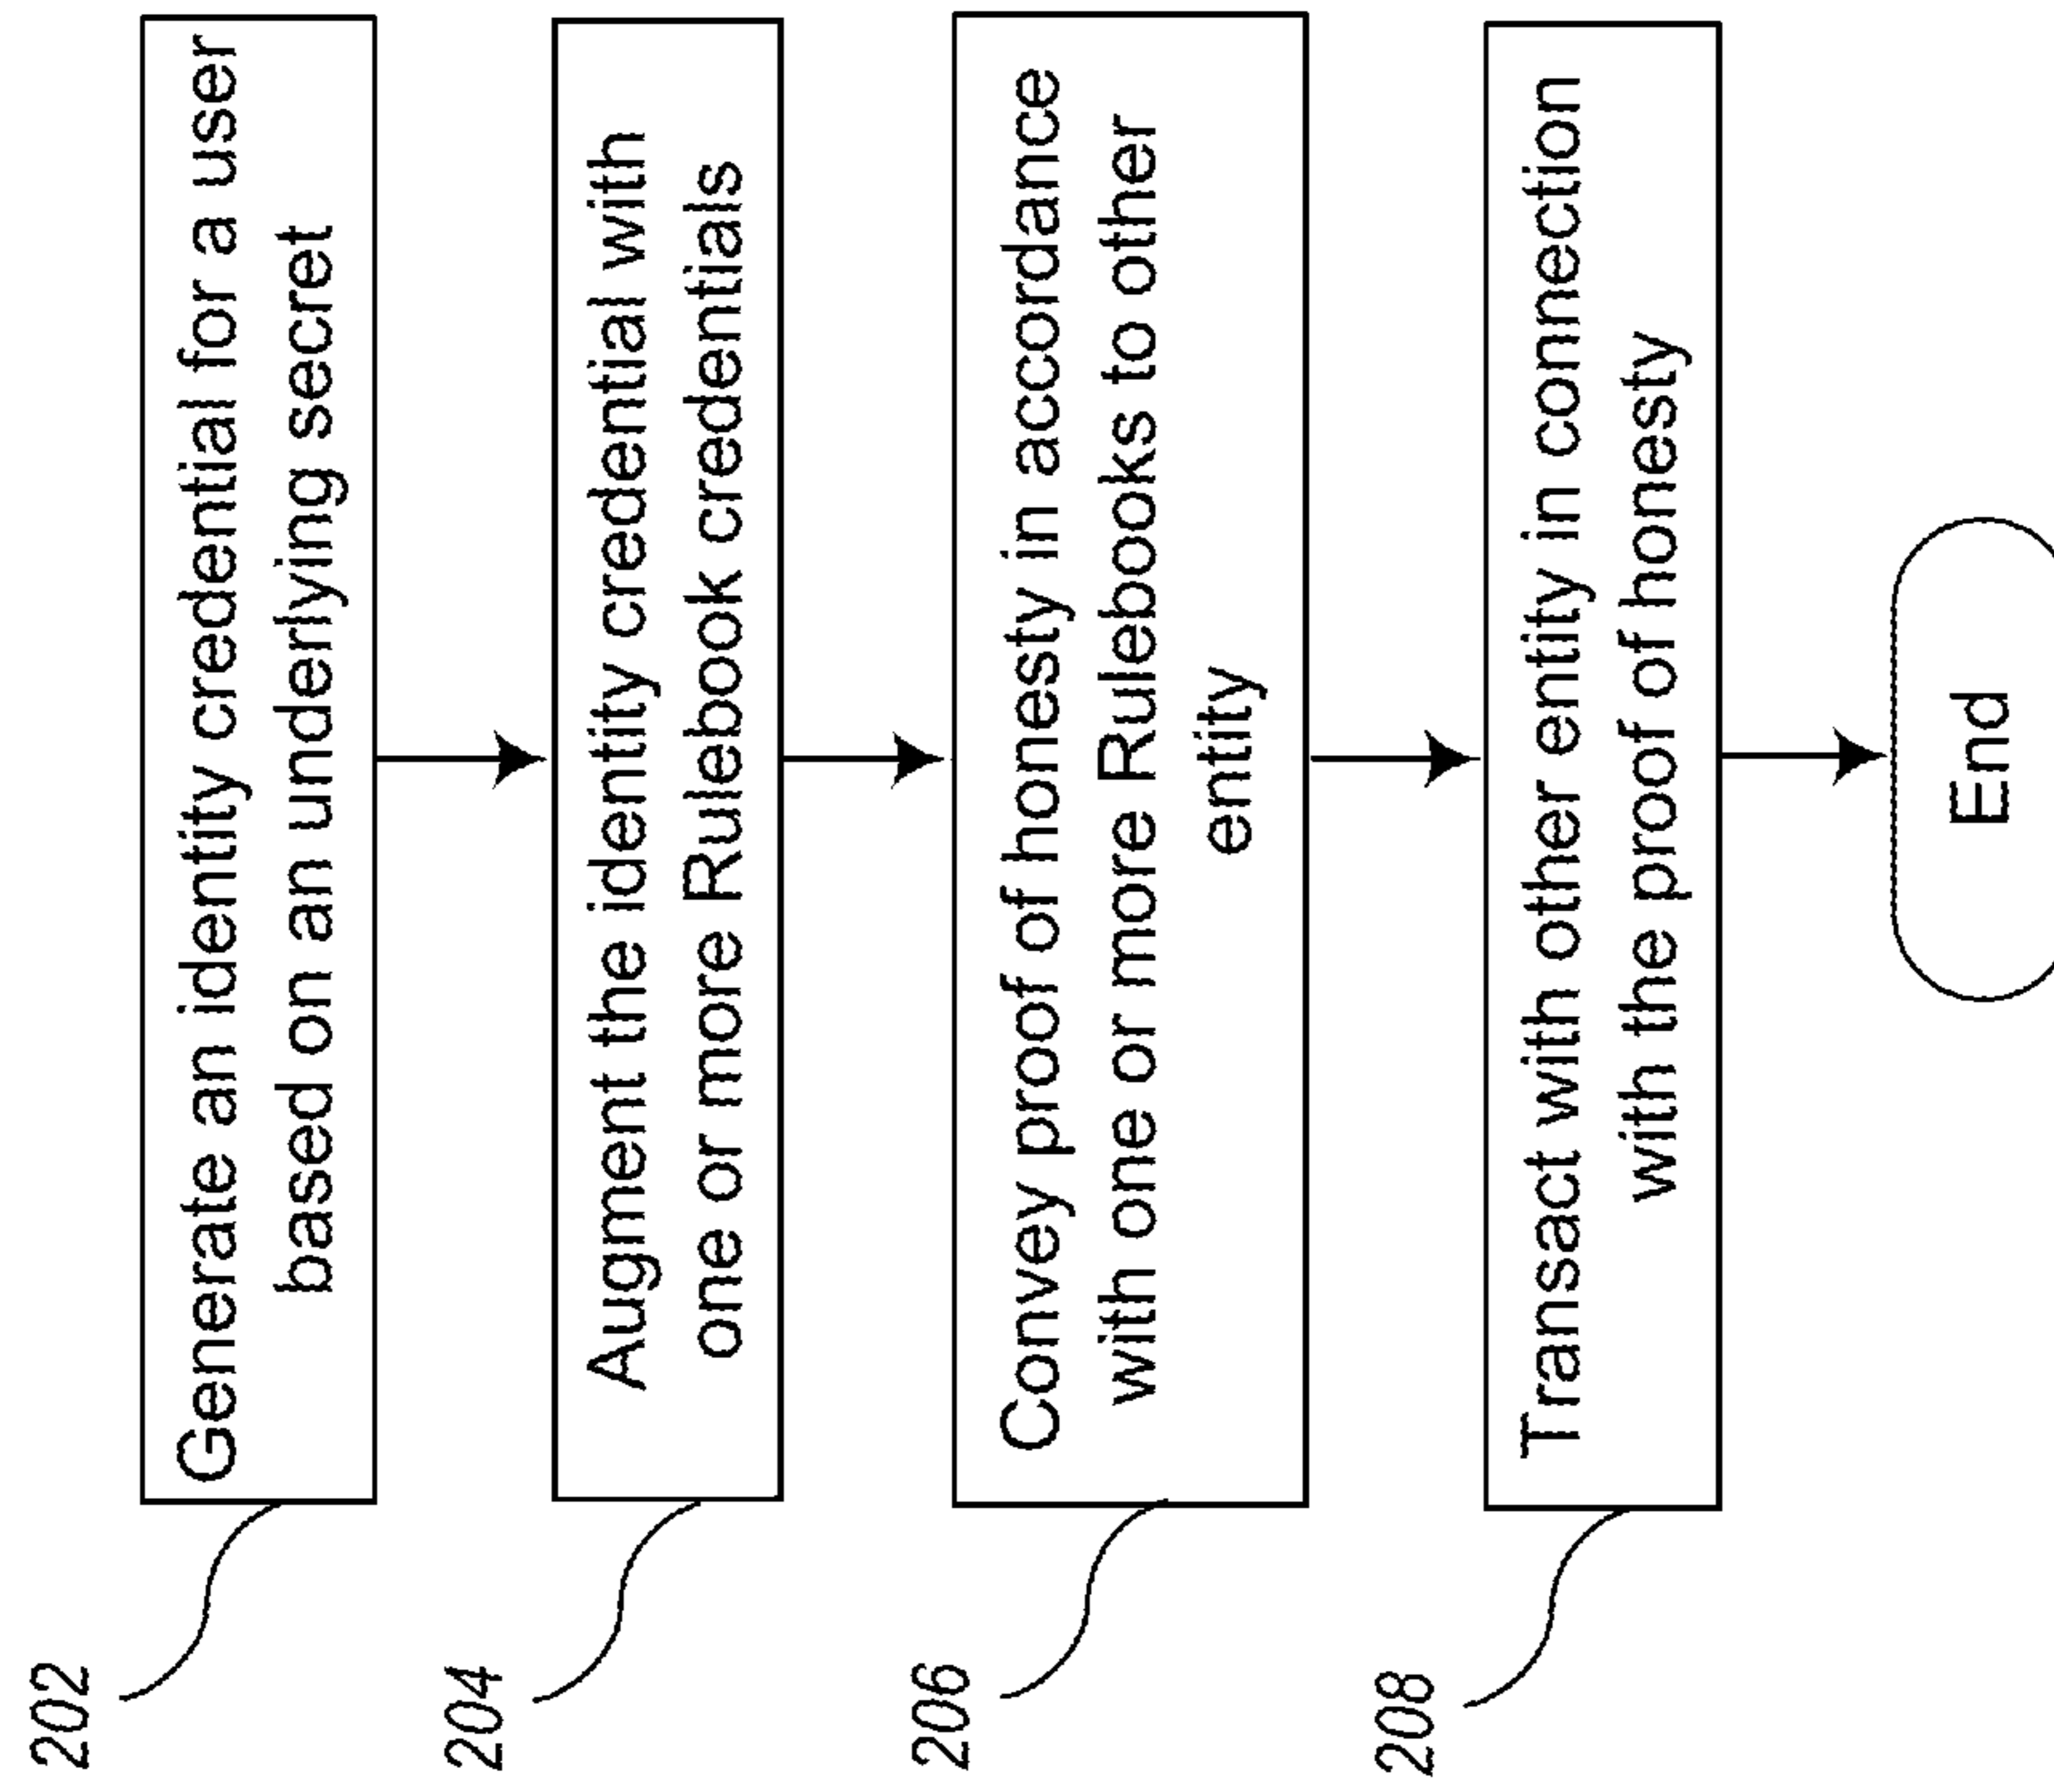 202
Generate an identity credential for a user
based on an underlying secret
204
Augment the identity credential with
one or more Rulebook credentials
206
Convey proof of honesty in accordance
with one or more Rulebooks to other
entity
208
Transact with other entity in connection
with the proof of honesty
End